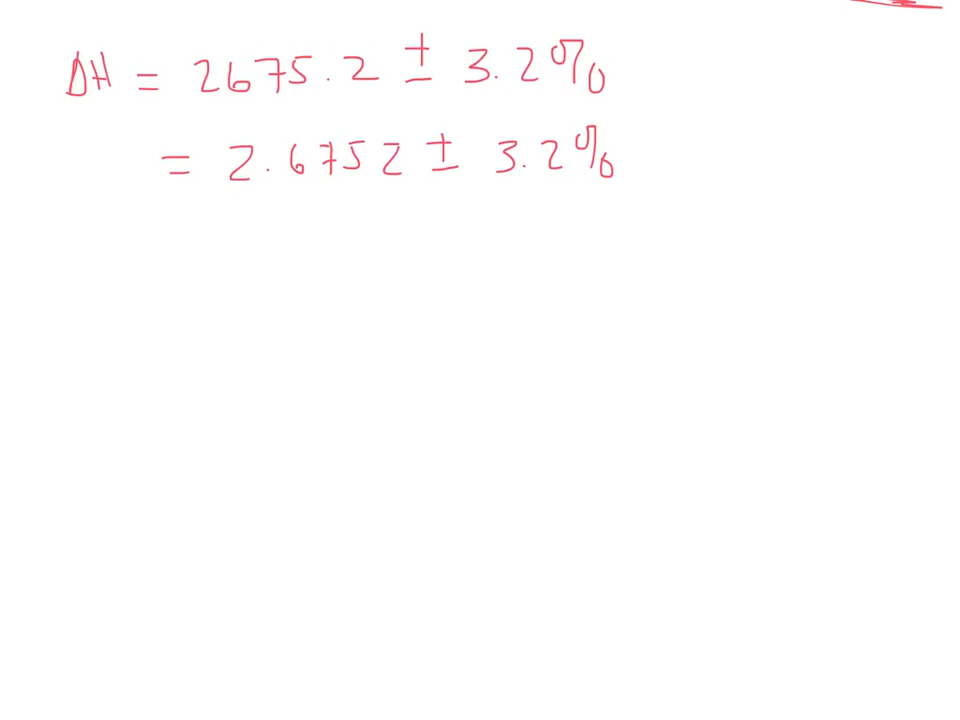 ΔH = 2675.2 ± 3.2%
= 2.6752 ± 3.2%